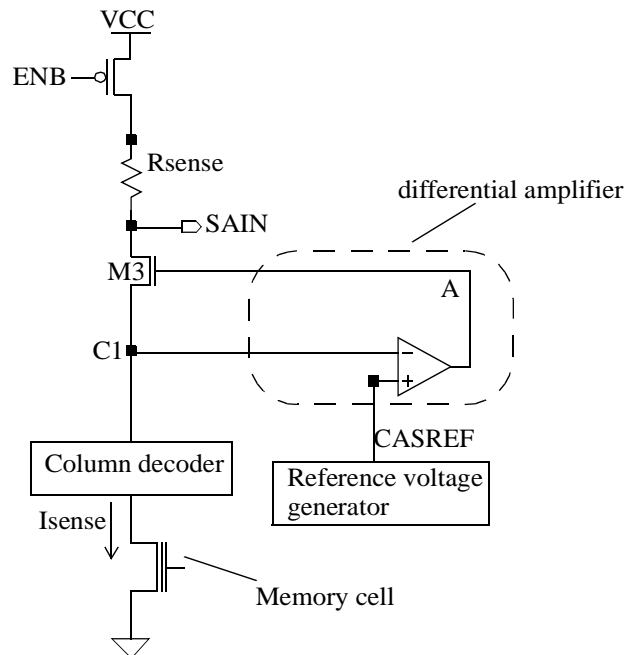 VCC
ENB
Rsense
differential amplifier
SAIN
M3
A
C1
−
+
CASREF
Column decoder
Reference voltage
generator
Isense
Memory cell